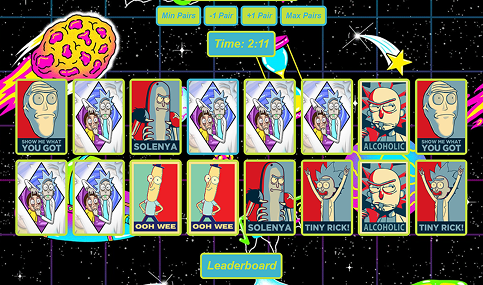 Min Pairs
-1 Pair
+1 Pair
Max Pairs
Time: 2:11
SHOW ME WHAT
YOU GOT
SOLENYA
ALCOHOLIC
SHOW ME WHAT
YOU GOT
OOH WEE
OOH WEE
SOLENYA
TINY RICK!
ALCOHOLIC
TINY RICK!
Leaderboard